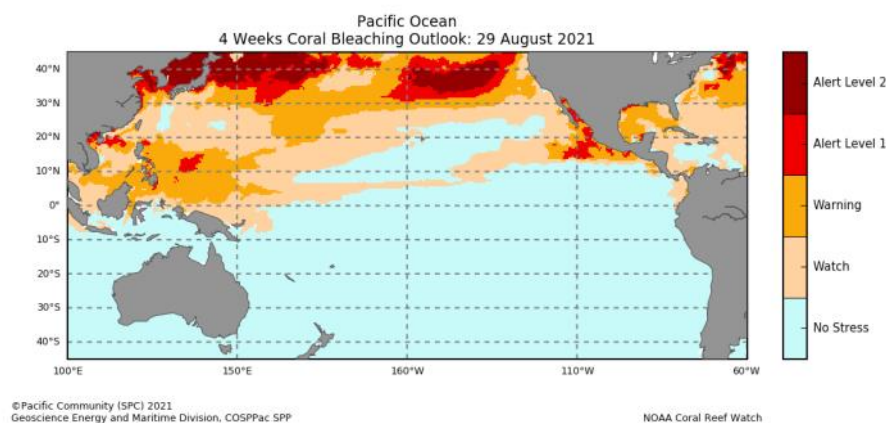 Pacific Ocean
4 Weeks Coral Bleaching Outlook: 29 August 2021
40°N
30°N
20°N
10°N
0°
10°S
20°S
30°S
40°S
100°E
150°E
160°W
110°W
60°W
Alert Level 2
Alert Level 1
Warning
Watch
No Stress
©Pacific Community (SPC) 2021
Geoscience Energy and Maritime Division, COSPPac SPP
NOAA Coral Reef Watch